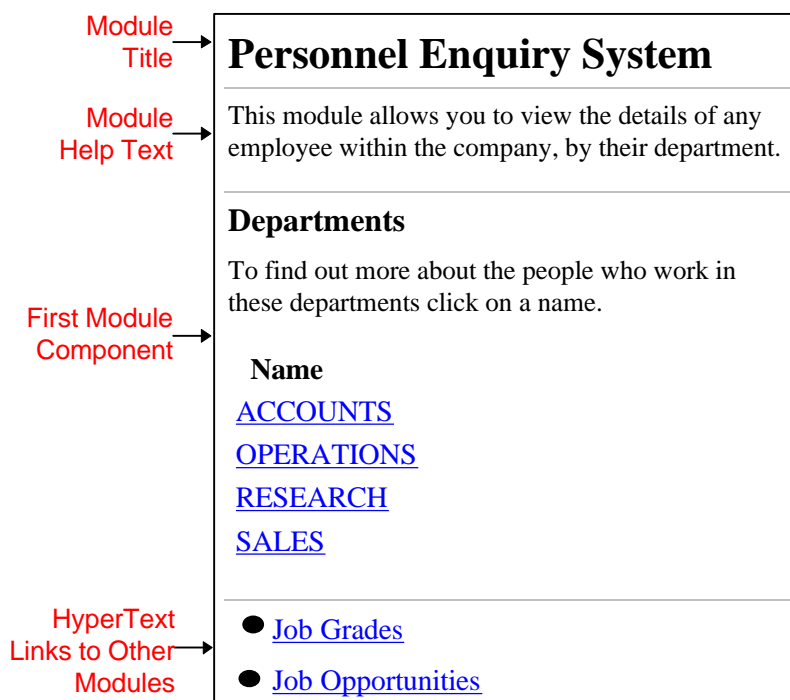 Module
Title
Personnel Enquiry System
Module
Help Text
This module allows you to view the details of any
employee within the company, by their department.
Departments
To find out more about the people who work in
these departments click on a name.
First Module
Component
Name
ACCOUNTS
OPERATIONS
RESEARCH
SALES
HyperText
Links to Other
Modules
Job Grades
Job Opportunities